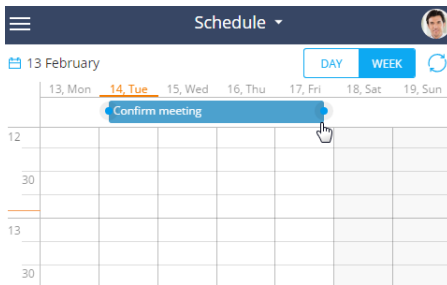 Schedule
13 February
DAY WEEK
13, Mon 14, Tue 15, Wed 16, Thu 17, Fri 18, Sat 19, Sun
Confirm meeting
12
30
13
30